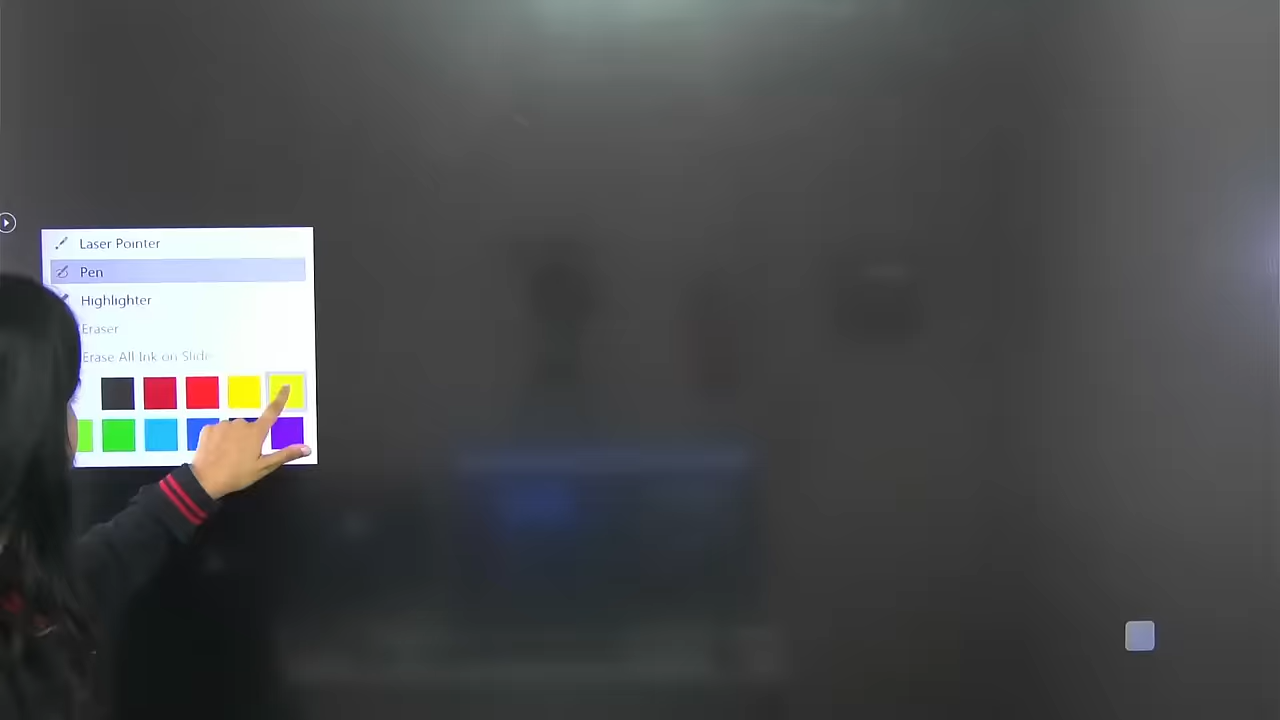 Laser Pointer
Pen
Highlighter
Eraser
Erase All Ink on Slide